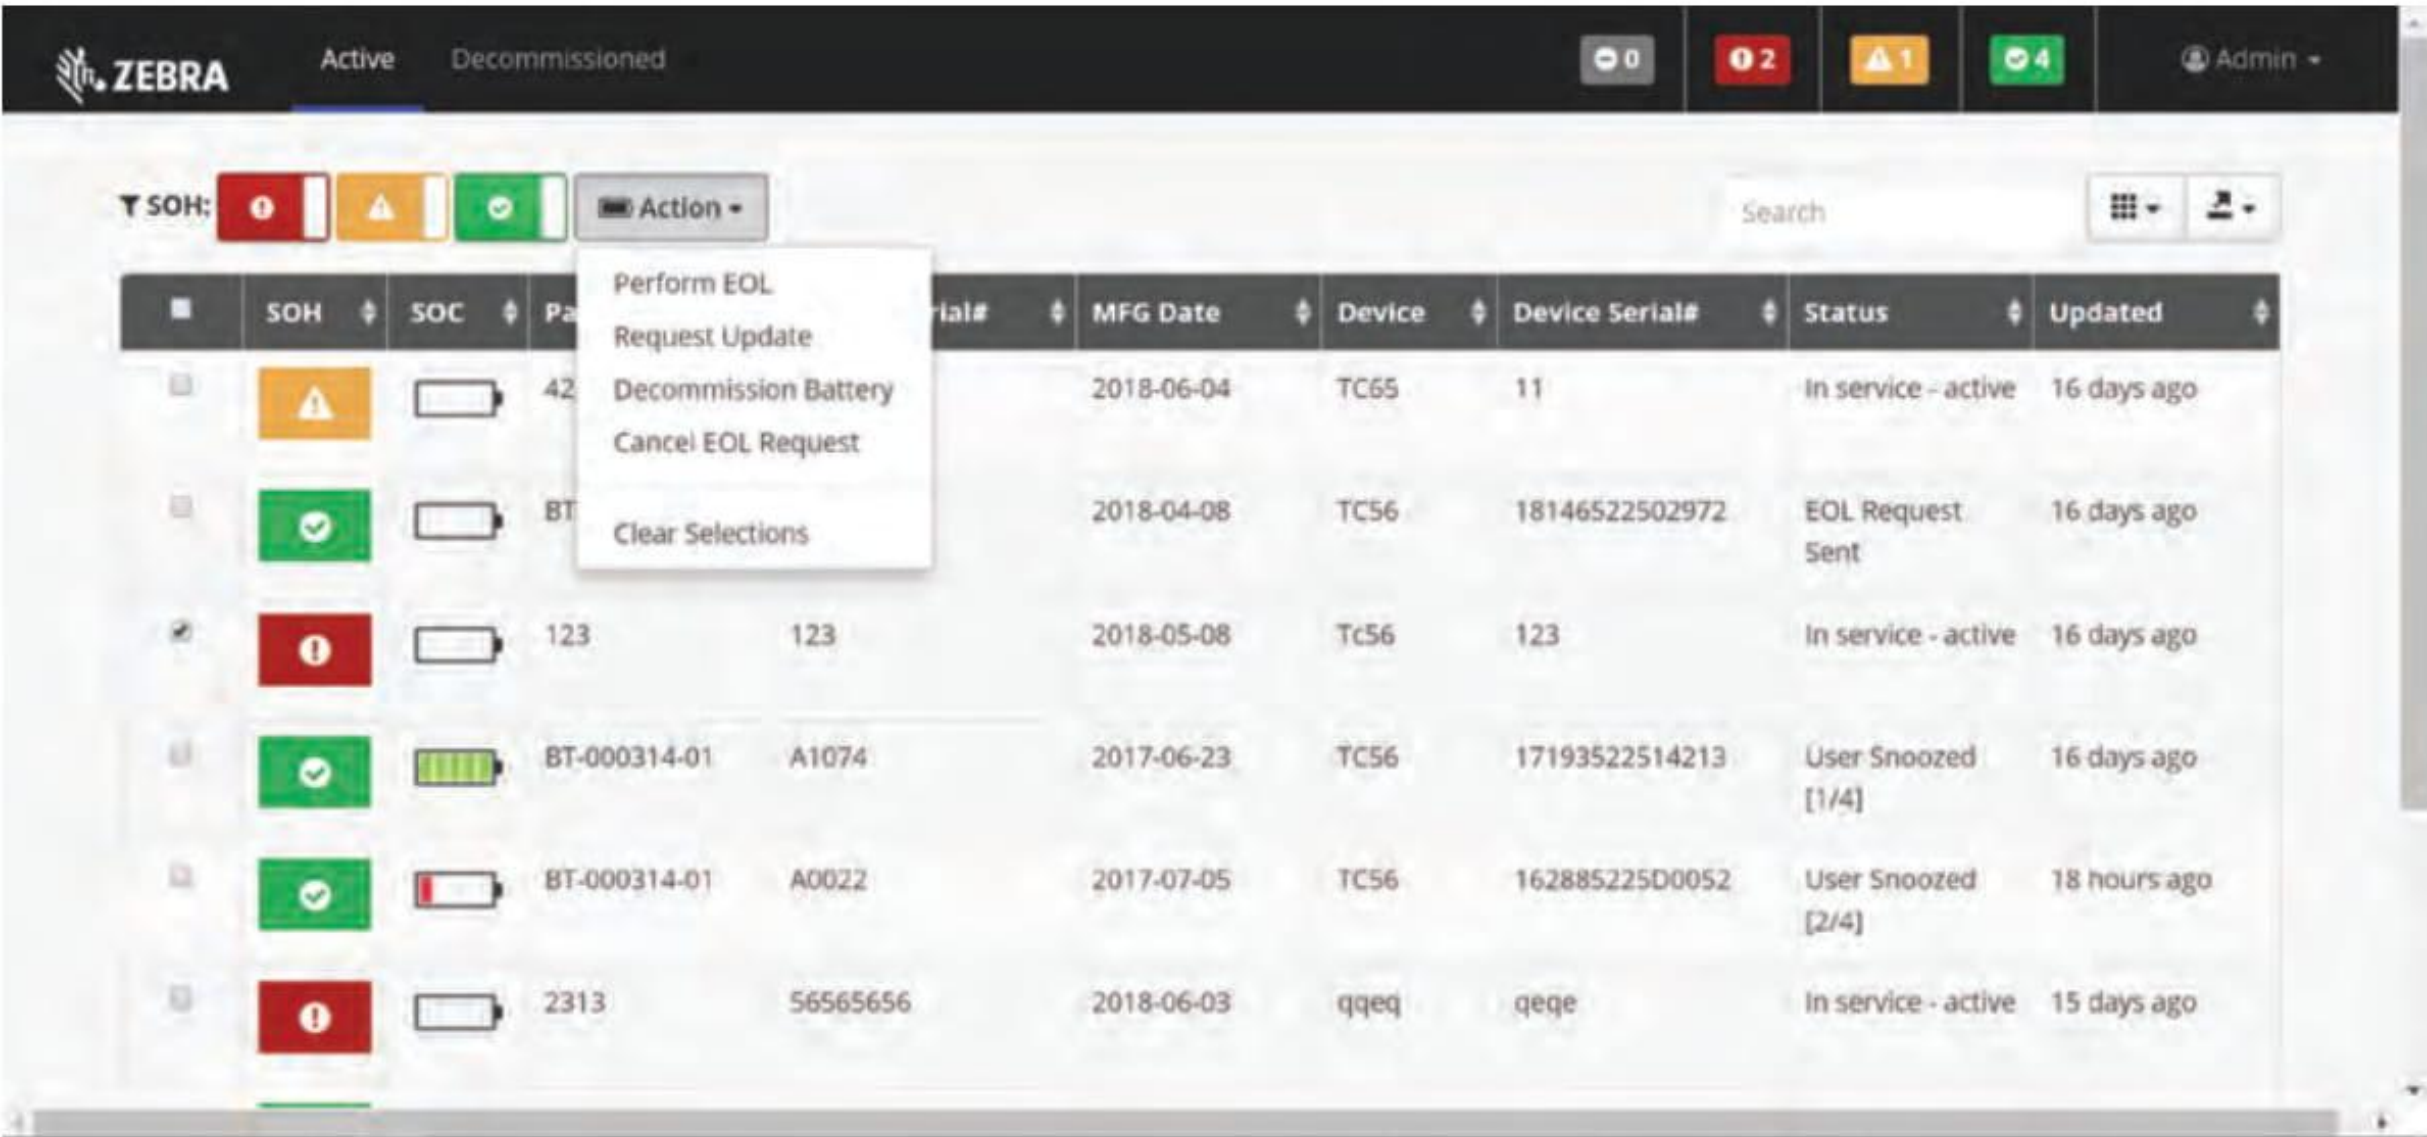 ZEBRA Active Decommissioned 0 2 1 4 Admin
SOH: Action Search
Perform EOL
Request Update
Decommission Battery
Cancel EOL Request
Clear Selections
SOH SOC Pa rial# MFG Date Device Device Serial# Status Updated
42 2018-06-04 TC65 11 In service - active 16 days ago
BT 2018-04-08 TC56 18146522502972 EOL Request 16 days ago
Sent
123 123 2018-05-08 Tc56 123 In service - active 16 days ago
BT-000314-01 A1074 2017-06-23 TC56 17193522514213 User Snoozed 16 days ago
[1/4]
BT-000314-01 A0022 2017-07-05 TC56 162885225D0052 User Snoozed 18 hours ago
[2/4]
2313 56565656 2018-06-03 qqeq qeqe In service - active 15 days ago